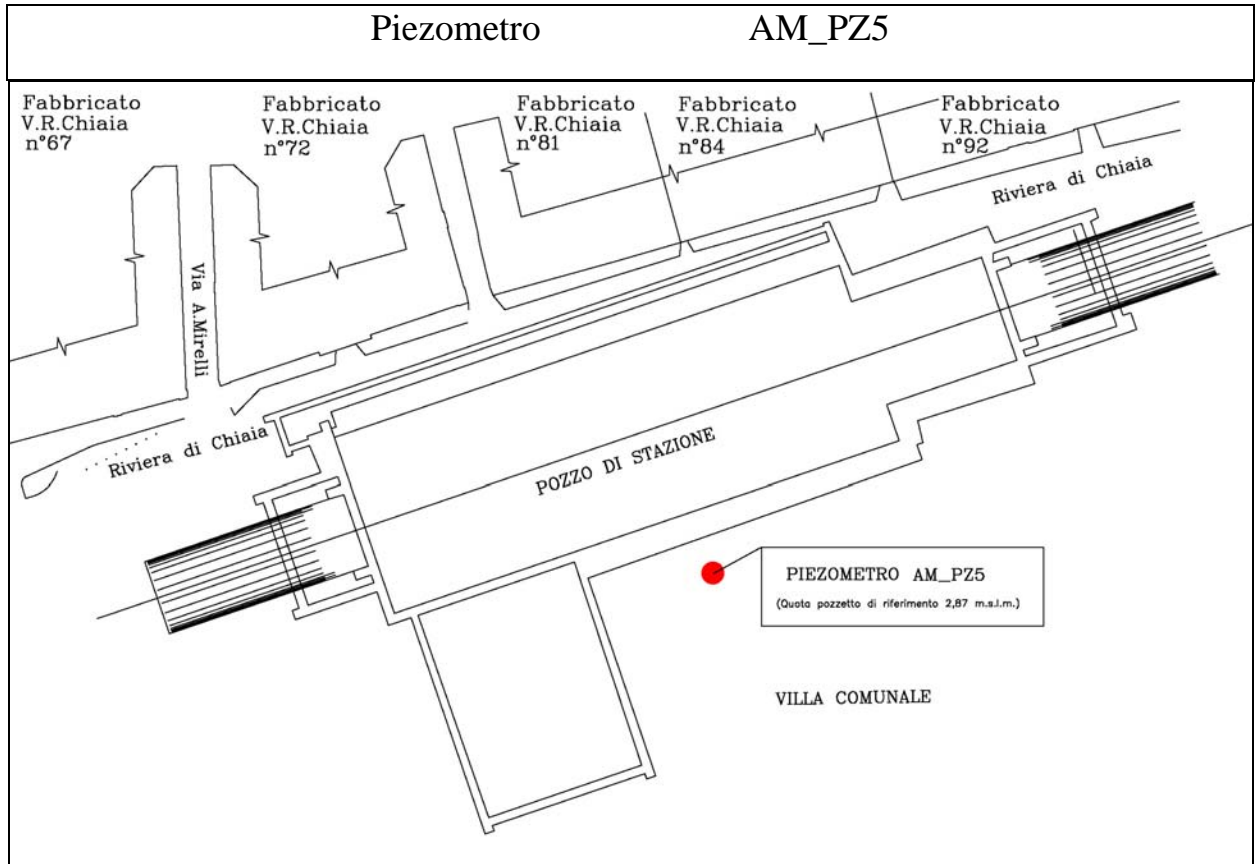 Piezometro AM_PZ5
Fabbricato
V.R.Chiaia
n°67
Fabbricato
V.R.Chiaia
n°72
Fabbricato
V.R.Chiaia
n°81
Fabbricato
V.R.Chiaia
n°84
Fabbricato
V.R.Chiaia
n°92
Riviera di Chiaia
Via A.Mirelli
Riviera di Chiaia
POZZO DI STAZIONE
PIEZOMETRO AM_PZ5
(Quota pozzetto di riferimento 2,87 m.s.l.m.)
VILLA COMUNALE